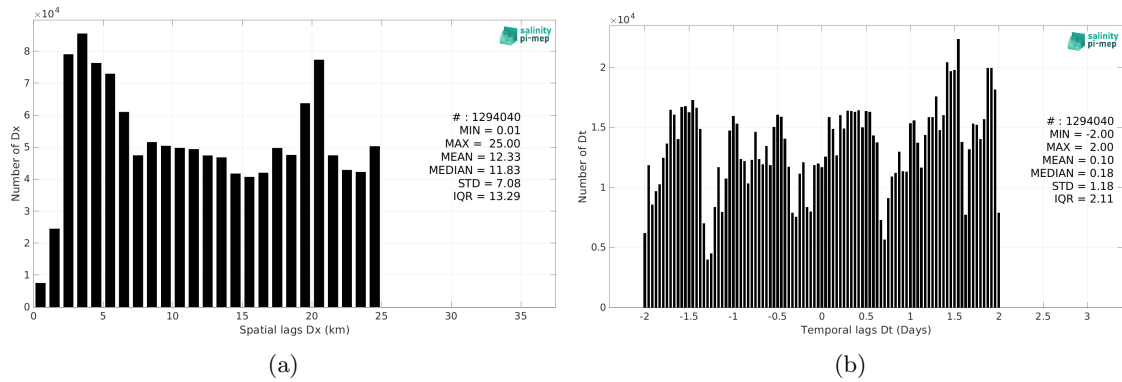 ×10⁴
9
8
7
6
5
4
3
2
1
0
Number of Dx
0 5 10 15 20 25 30 35
Spatial lags Dx (km)
salinity
pi-mep
# : 1294040
MIN = 0.01
MAX = 25.00
MEAN = 12.33
MEDIAN = 11.83
STD = 7.08
IQR = 13.29
(a)
×10⁴
2
1.5
1
0.5
0
Number of Dt
-2 -1.5 -1 -0.5 0 0.5 1 1.5 2 2.5 3
Temporal lags Dt (Days)
salinity
pi-mep
# : 1294040
MIN = -2.00
MAX = 2.00
MEAN = 0.10
MEDIAN = 0.18
STD = 1.18
IQR = 2.11
(b)